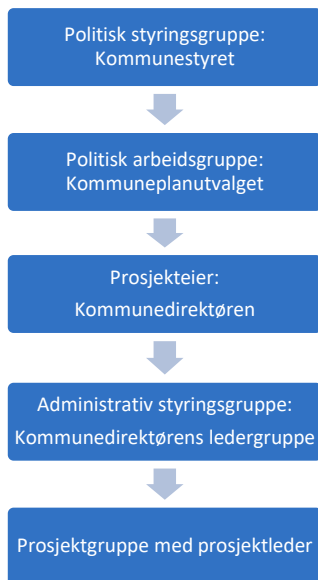 Politisk styringsgruppe:
Kommunestyret
Politisk arbeidsgruppe:
Kommuneplanutvalget
Prosjekteier:
Kommunedirektøren
Administrativ styringsgruppe:
Kommunedirektørens ledergruppe
Prosjektgruppe med prosjektleder